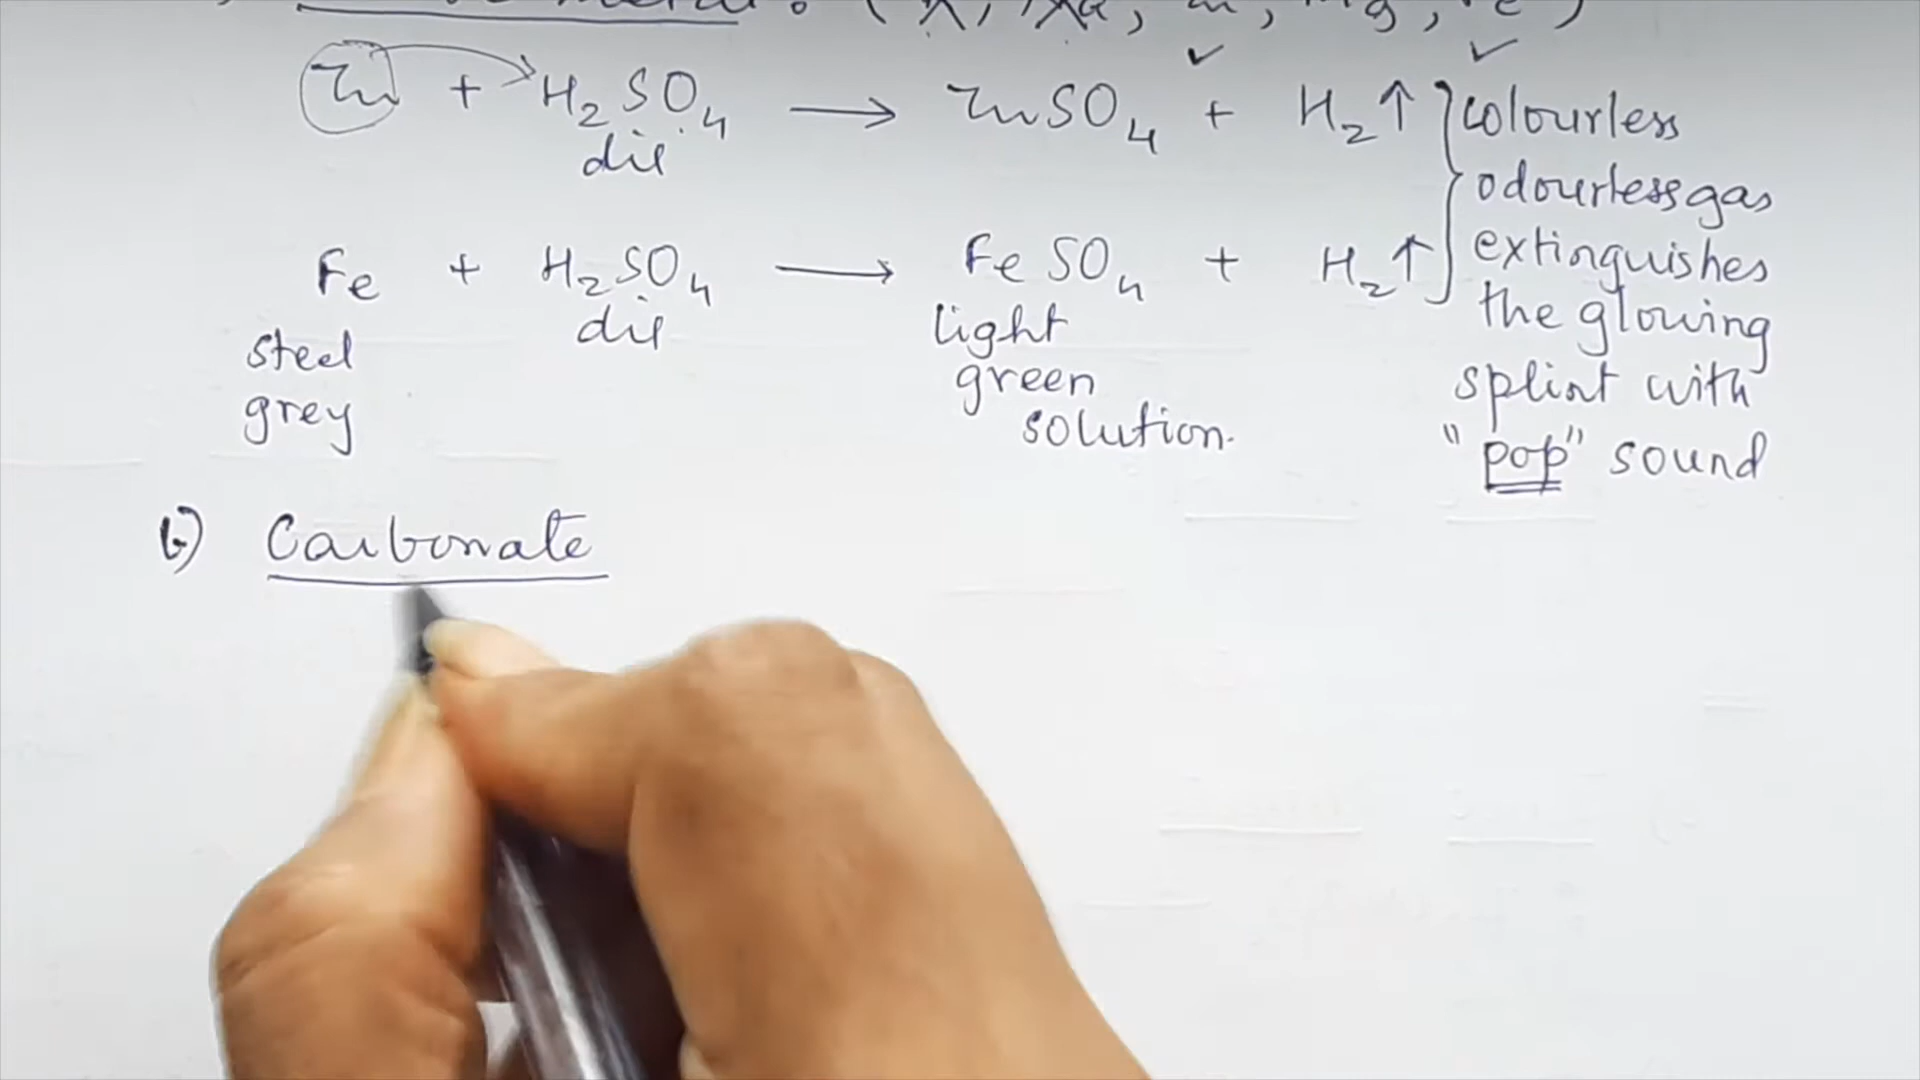 Zn + H₂SO₄ ⟶ ZnSO₄ + H₂↑ } colourless
dil
odourless gas
Fe + H₂SO₄ ⟶ FeSO₄ + H₂↑ extinguishes
dil
light
the glowing
steel
grey
green
splint with
solution.
"pop" sound
b) Carbonate